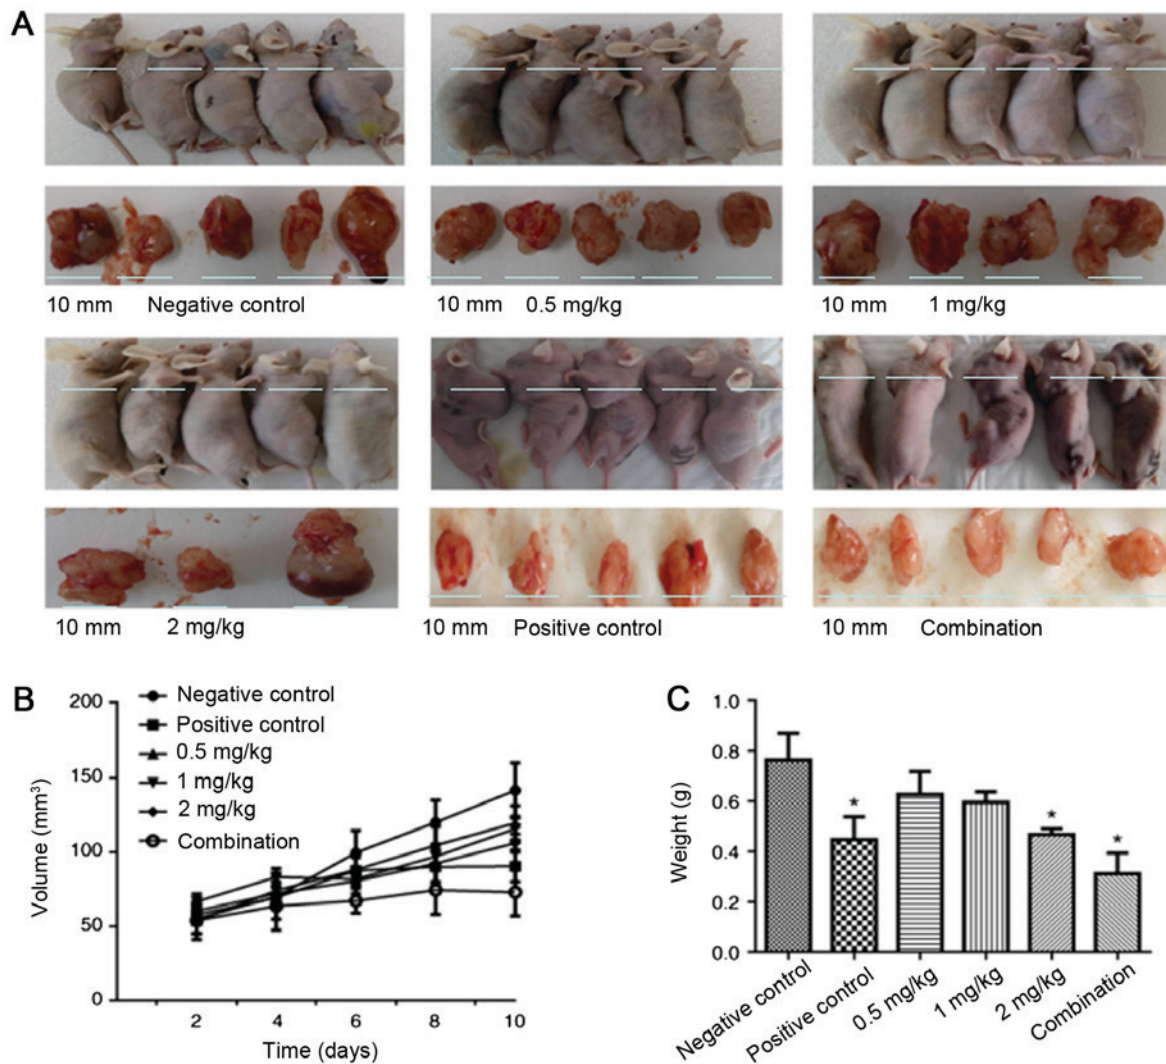 A
10 mm Negative control
10 mm 0.5 mg/kg
10 mm 1 mg/kg
10 mm 2 mg/kg
10 mm Positive control
10 mm Combination
B
Volume (mm³)
200
150
100
50
0
Negative control
Positive control
0.5 mg/kg
1 mg/kg
2 mg/kg
Combination
2 4 6 8 10
Time (days)
C
Weight (g)
1.0
0.8
0.6
0.4
0.2
0.0
* * *
Negative control
Positive control
0.5 mg/kg
1 mg/kg
2 mg/kg
Combination